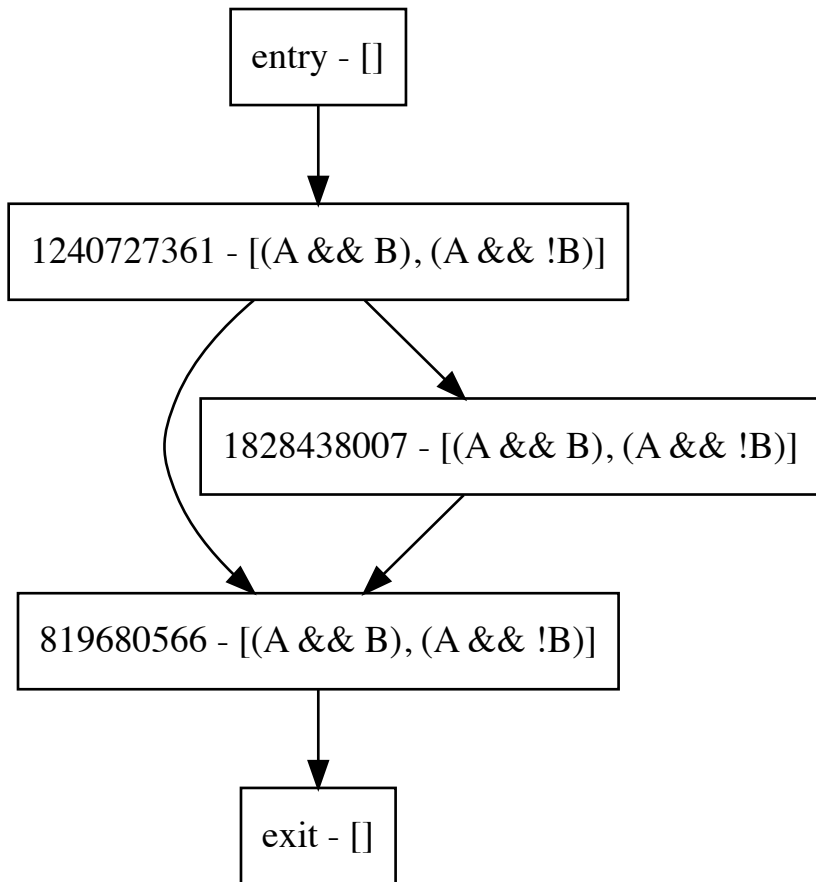 entry - []
1240727361 - [(A && B), (A && !B)]
1828438007 - [(A && B), (A && !B)]
819680566 - [(A && B), (A && !B)]
exit - []